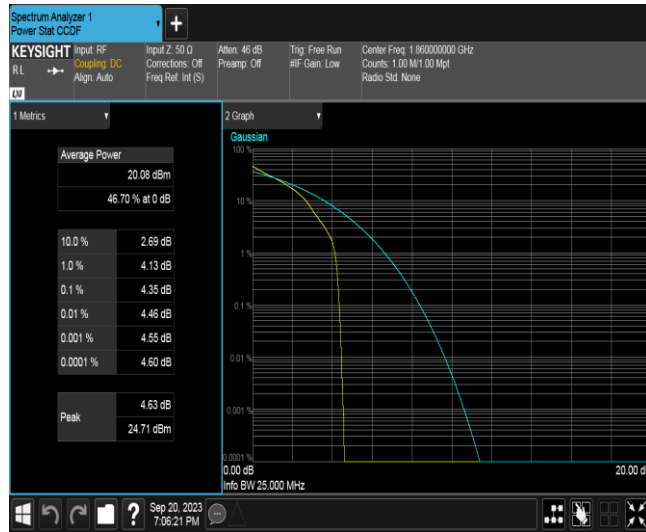 Spectrum Analyzer 1
Power Stat CCDF
+
KEYSIGHT
RL
LXI
Input: RF
Coupling: DC
Align: Auto
Input Z: 50 Ω
Corrections: Off
Freq Ref: Int (S)
Atten: 46 dB
Preamp: Off
Trig: Free Run
#IF Gain: Low
Center Freq: 1.860000000 GHz
Counts: 1.00 M/1.00 Mpt
Radio Std: None
1 Metrics
Average Power
20.08 dBm
46.70 % at 0 dB
10.0 % 2.69 dB
1.0 % 4.13 dB
0.1 % 4.35 dB
0.01 % 4.46 dB
0.001 % 4.55 dB
0.0001 % 4.60 dB
Peak
4.63 dB
24.71 dBm
2 Graph
Gaussian
100 %
10 %
1 %
0.1 %
0.01 %
0.001 %
0.0001 %
0.00 dB
20.00 d
Info BW 25.000 MHz
?
Sep 20, 2023
7:06:21 PM